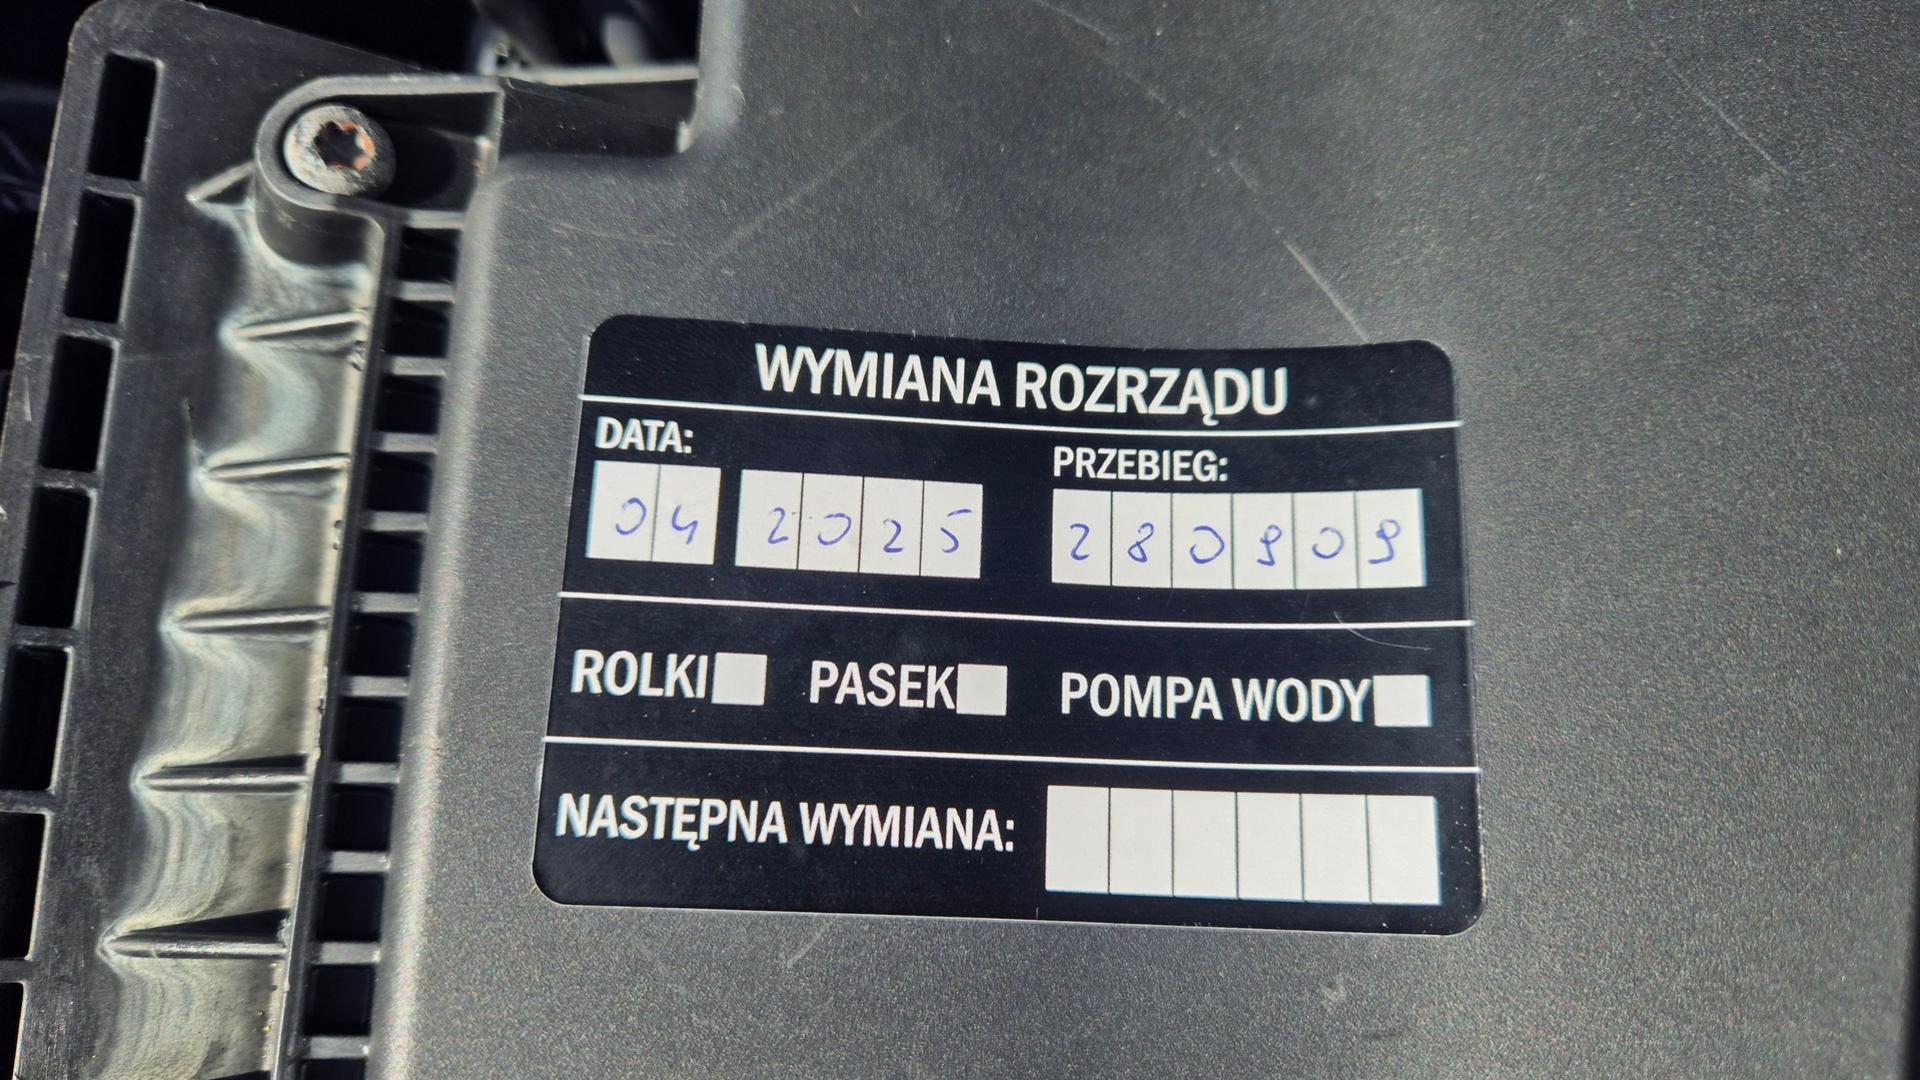 WYMIANA ROZRZĄDU
DATA: PRZEBIEG:
04 2025 280909
ROLKI PASEK POMPA WODY
NASTĘPNA WYMIANA: